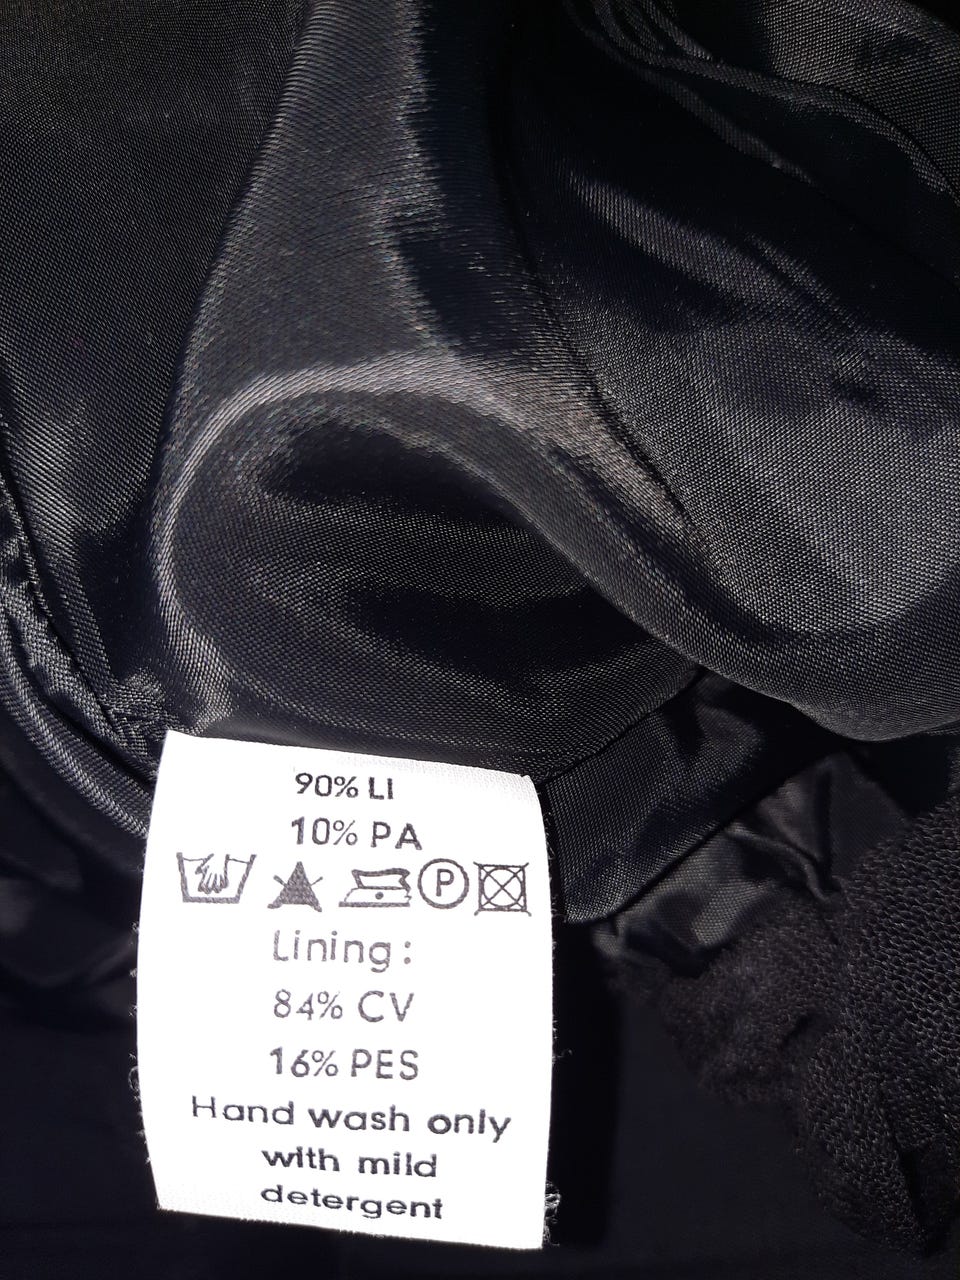 90% LI
10% PA
P
Lining:
84% CV
16% PES
Hand wash only
with mild
detergent